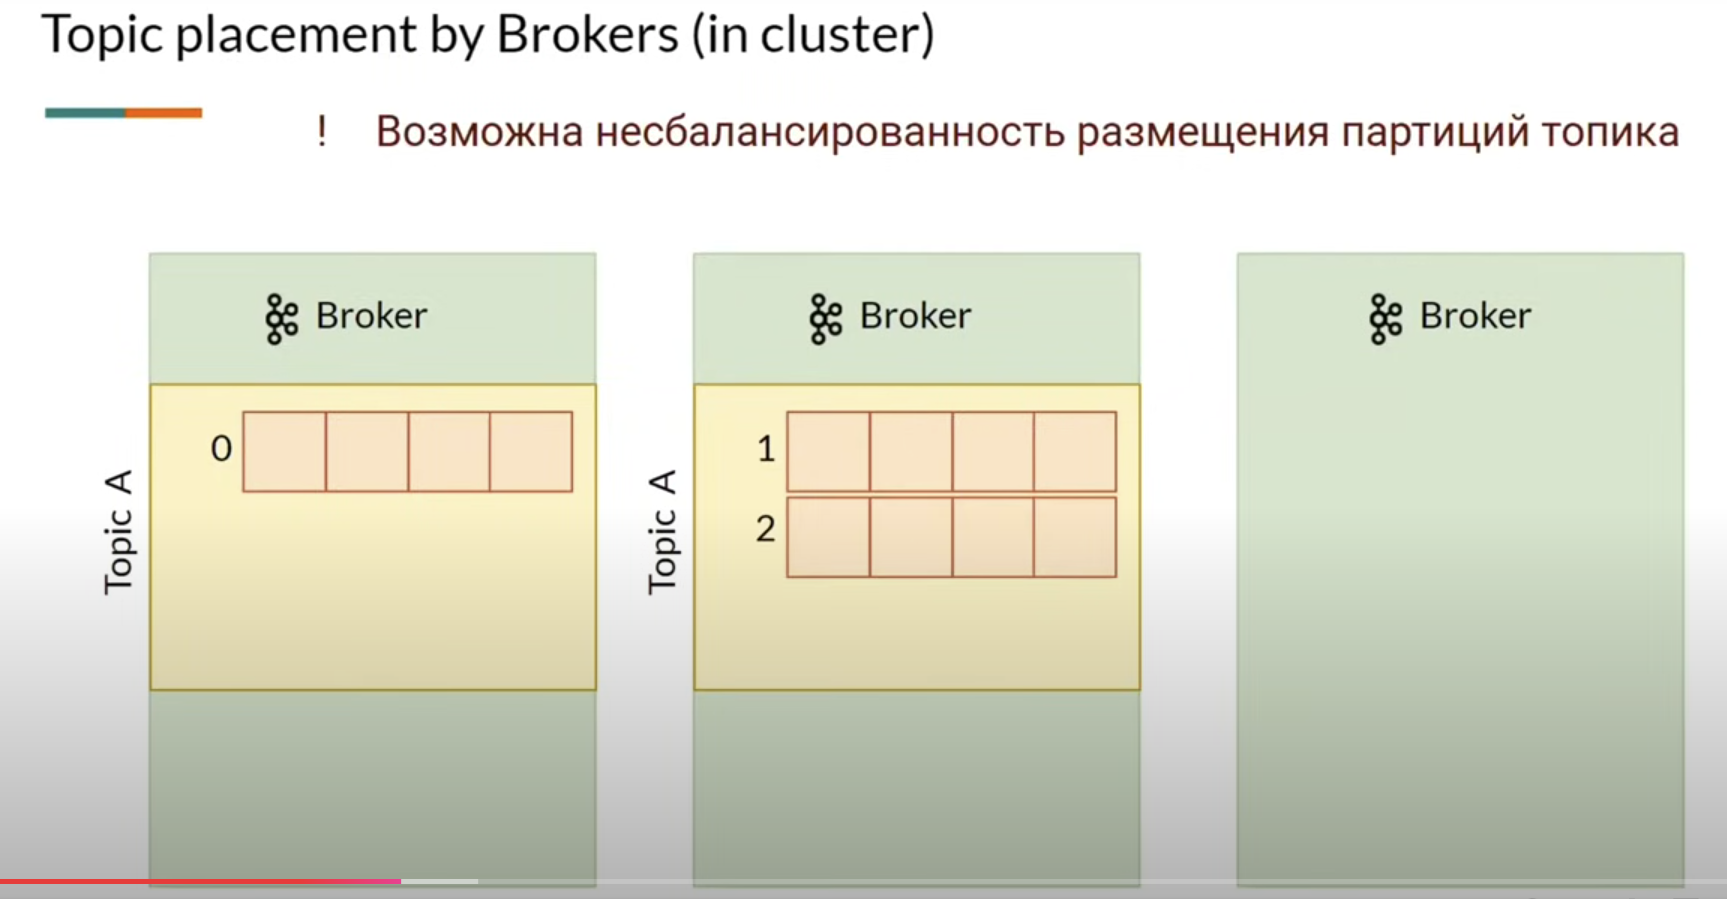 Topic placement by Brokers (in cluster)
! Возможна несбалансированность размещения партиций топика
Broker
Broker
Broker
Topic A
0
Topic A
1
2